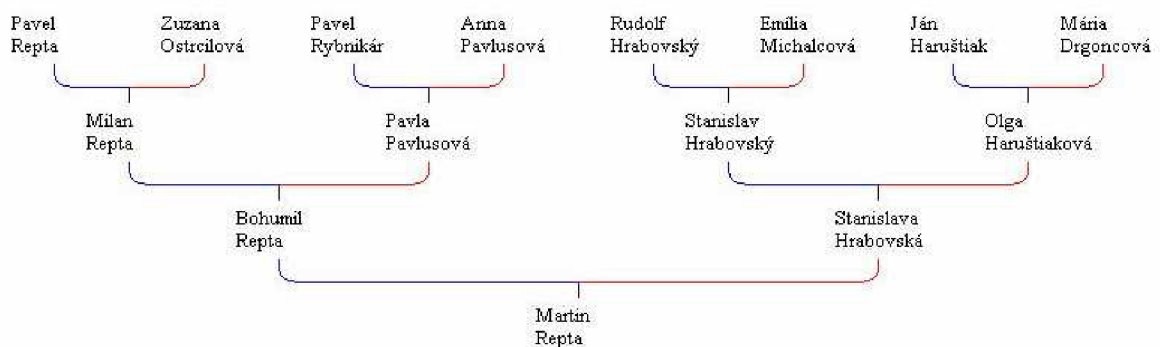 Pavel
Repta
Zuzana
Ostrcilová
Pavel
Rybnikár
Anna
Pavlusová
Rudolf
Hrabovský
Emília
Michalcová
Ján
Haruštiak
Mária
Drgoncová
Milan
Repta
Pavla
Pavlusová
Stanislav
Hrabovský
Olga
Haruštiaková
Bohumil
Repta
Stanislava
Hrabovská
Martin
Repta